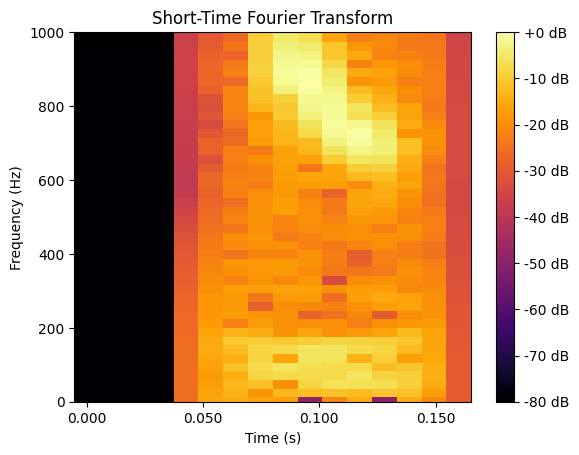 Short-Time Fourier Transform
Frequency (Hz)
1000
800
600
400
200
0
0.000
0.050
0.100
0.150
Time (s)
+0 dB
-10 dB
-20 dB
-30 dB
-40 dB
-50 dB
-60 dB
-70 dB
-80 dB